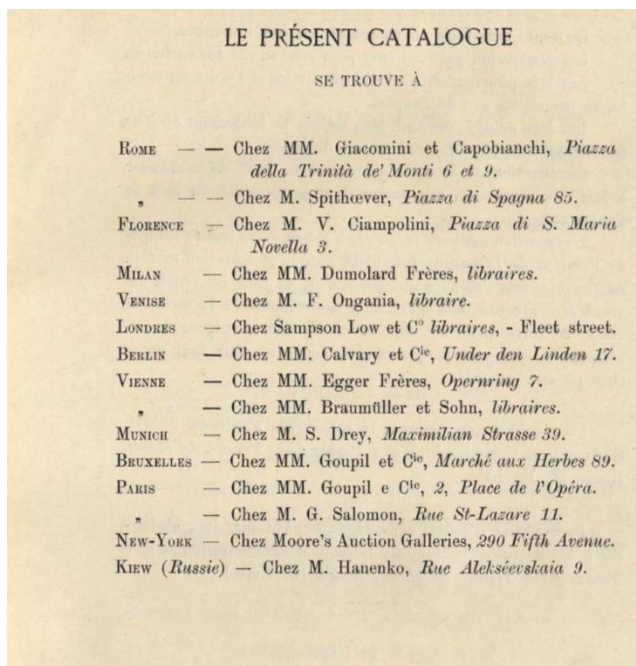 LE PRÉSENT CATALOGUE
SE TROUVE À
ROME — — Chez MM. Giacomini et Capobianchi, Piazza
della Trinità de' Monti 6 et 9.
„ — — Chez M. Spithœver, Piazza di Spagna 85.
FLORENCE — Chez M. V. Ciampolini, Piazza di S. Maria
Novella 3.
MILAN — Chez MM. Dumolard Frères, libraires.
VENISE — Chez M. F. Ongania, libraire.
LONDRES — Chez Sampson Low et C° libraires, - Fleet street.
BERLIN — Chez MM. Calvary et Cie, Under den Linden 17.
VIENNE — Chez MM. Egger Frères, Opernring 7.
„ — Chez MM. Braumüller et Sohn, libraires.
MUNICH — Chez M. S. Drey, Maximilian Strasse 39.
BRUXELLES — Chez MM. Goupil et Cie, Marché aux Herbes 89.
PARIS — Chez MM. Goupil e Cie, 2, Place de l'Opéra.
„ — Chez M. G. Salomon, Rue St-Lazare 11.
NEW-YORK — Chez Moore's Auction Galleries, 290 Fifth Avenue.
KIEW (Russie) — Chez M. Hanenko, Rue Alekséevskaia 9.